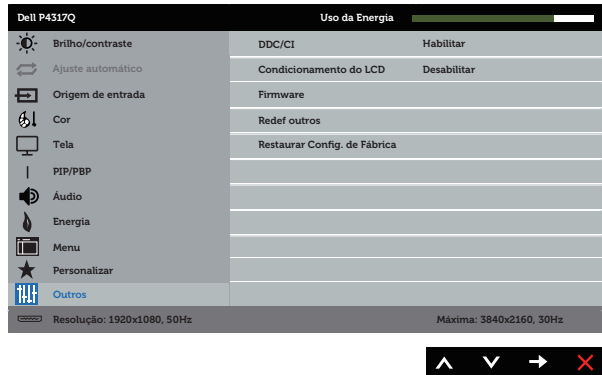 Dell P4317Q Uso da Energia
Brilho/contraste DDC/CI Habilitar
Ajuste automático Condicionamento do LCD Desabilitar
Origem de entrada Firmware
Cor Redef outros
Tela Restaurar Config. de Fábrica
PIP/PBP
Áudio
Energia
Menu
Personalizar
Outros
Resolução: 1920x1080, 50Hz Máxima: 3840x2160, 30Hz